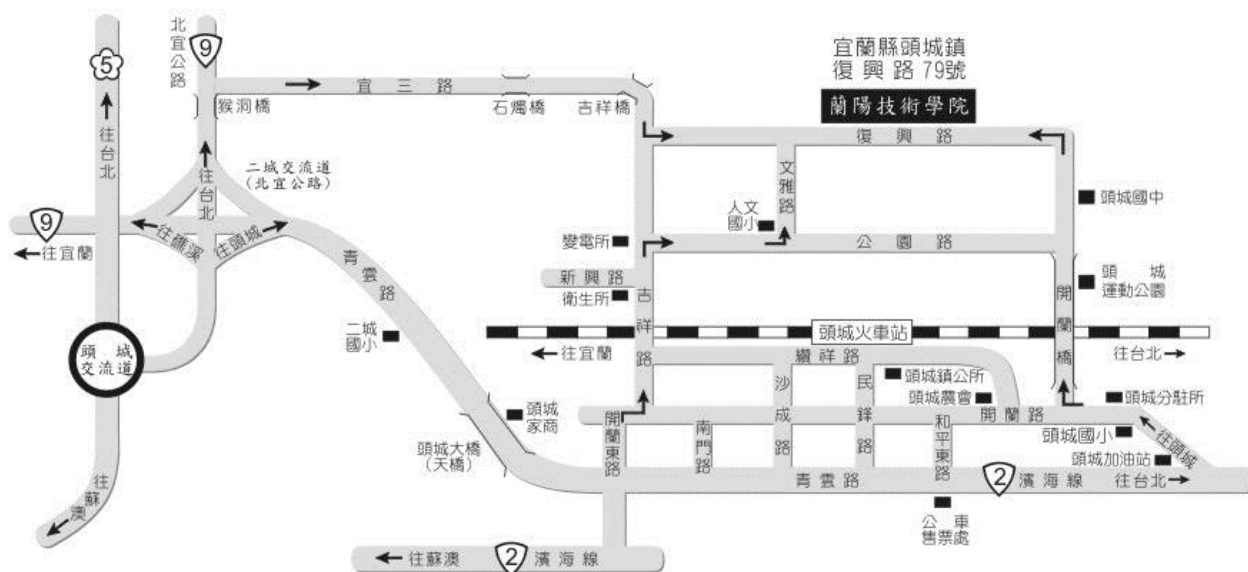 北宜公路
9
5
宜蘭縣頭城鎮
復興路79號
蘭陽技術學院
宜三路
猴洞橋
石燭橋
吉祥橋
往台北
往台北
二城交流道
(北宜公路)
復興路
文雅路
頭城國中
人文
國小
9
往宜蘭
往礁溪
往頭城
變電所
公園路
新興路
衛生所
青雲路
吉祥路
開蘭橋
頭城
運動公園
二城
國小
頭城火車站
頭城
交流道
往宜蘭
纘祥路
往台北
沙成路
民鋒路
頭城鎮公所
頭城農會
頭城分駐所
頭城
家商
開蘭東路
開蘭路
南門路
和平東路
頭城國小
往頭城
頭城大橋
(天橋)
頭城加油站
青雲路
2
濱海線
往台北
往蘇澳
公車
售票處
往蘇澳
2
濱海線